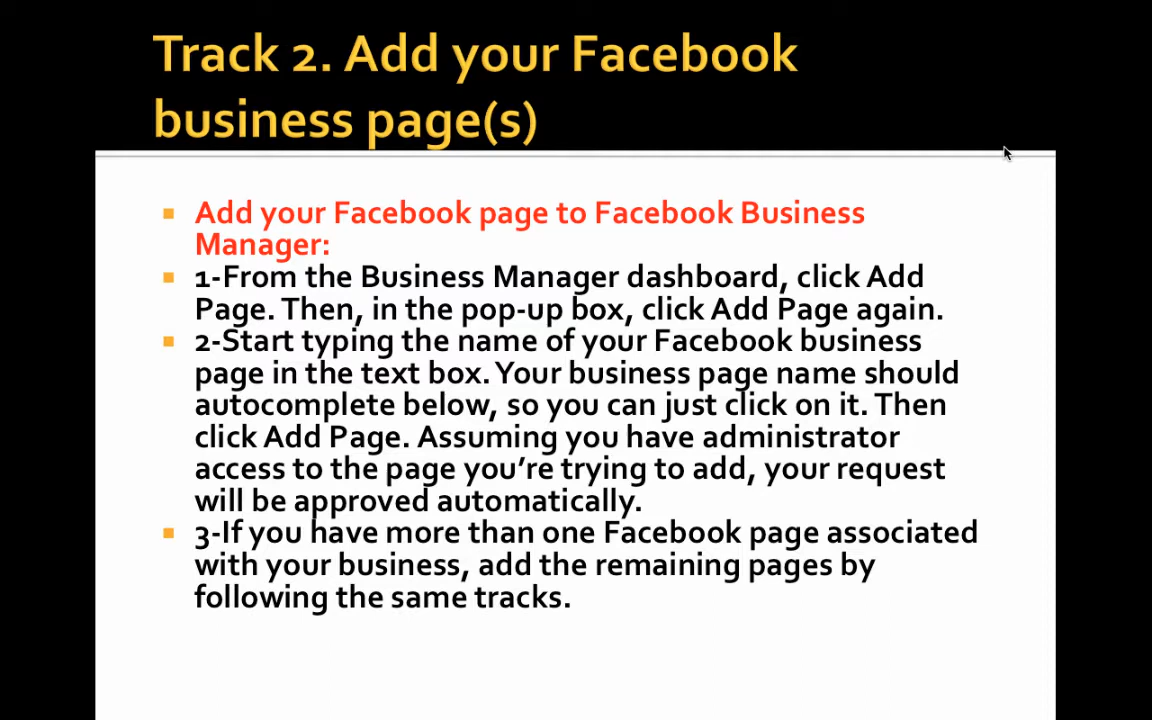 Track 2. Add your Facebook
business page(s)
Add your Facebook page to Facebook Business
Manager:
1-From the Business Manager dashboard, click Add
Page. Then, in the pop-up box, click Add Page again.
2-Start typing the name of your Facebook business
page in the text box. Your business page name should
autocomplete below, so you can just click on it. Then
click Add Page. Assuming you have administrator
access to the page you’re trying to add, your request
will be approved automatically.
3-If you have more than one Facebook page associated
with your business, add the remaining pages by
following the same tracks.